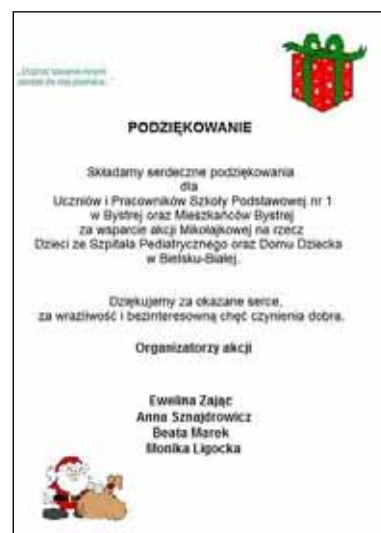 PODZIĘKOWANIE
Składamy serdeczne podziękowania
dla
Uczniów i Pracowników Szkoły Podstawowej nr 1
w Bystrej oraz Mieszkańców Bystrej
za wsparcie akcji Mikołajkowej na rzecz
Dzieci ze Szpitala Pediatrycznego oraz Domu Dziecka
w Bielsku-Białej.
Dziękujemy za okazane serce,
za wrażliwość i bezinteresowną chęć czynienia dobra.
Organizatorzy akcji
Ewelina Zając
Anna Sznajdrowicz
Beata Marek
Monika Ligocka